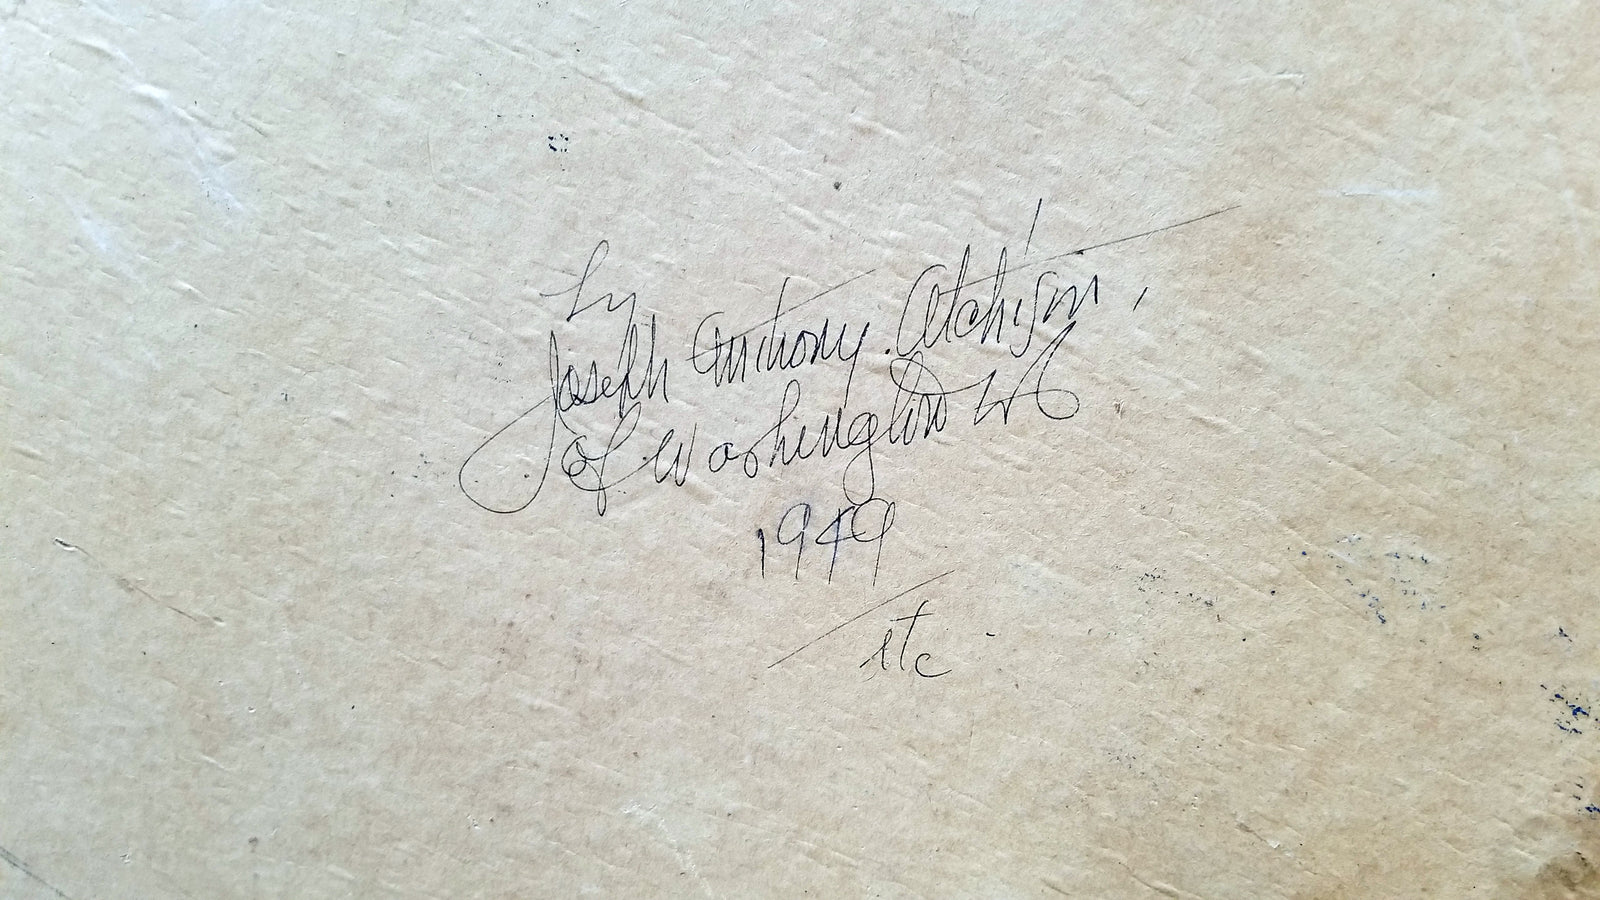 by
Joseph Anthony Atchison,
of Washington DC
1949
etc